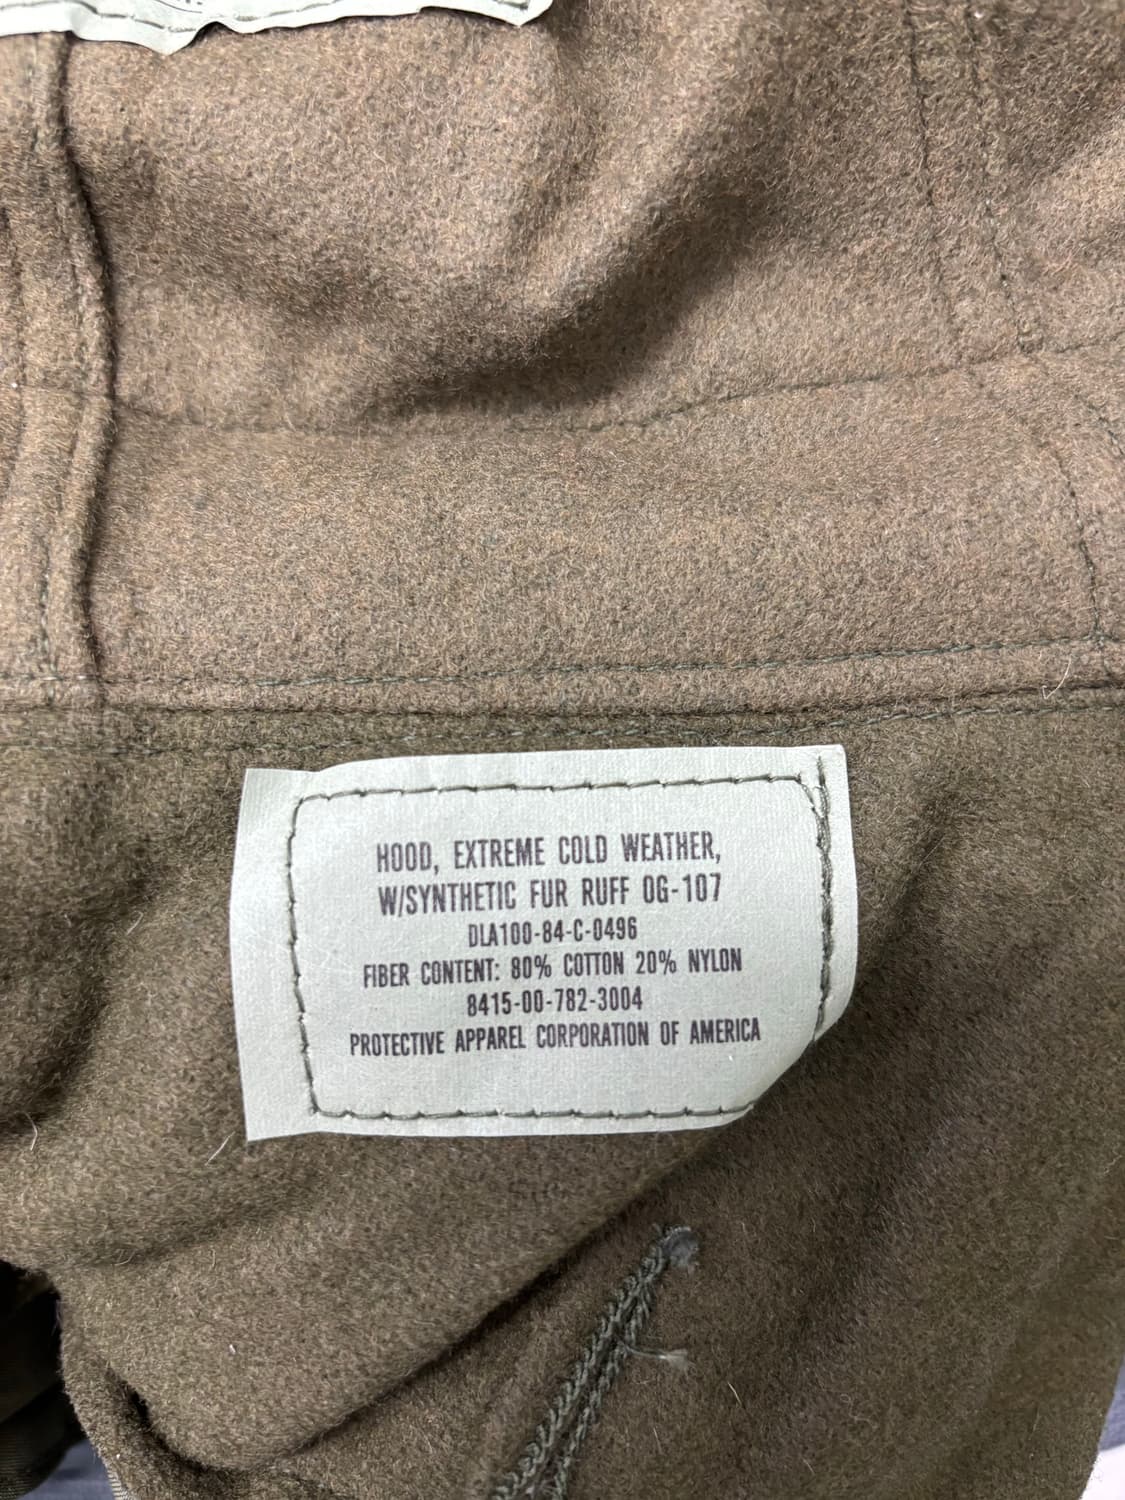 HOOD, EXTREME COLD WEATHER,
W/SYNTHETIC FUR RUFF OG-107
DLA100-84-C-0496
FIBER CONTENT: 80% COTTON 20% NYLON
8415-00-782-3004
PROTECTIVE APPAREL CORPORATION OF AMERICA